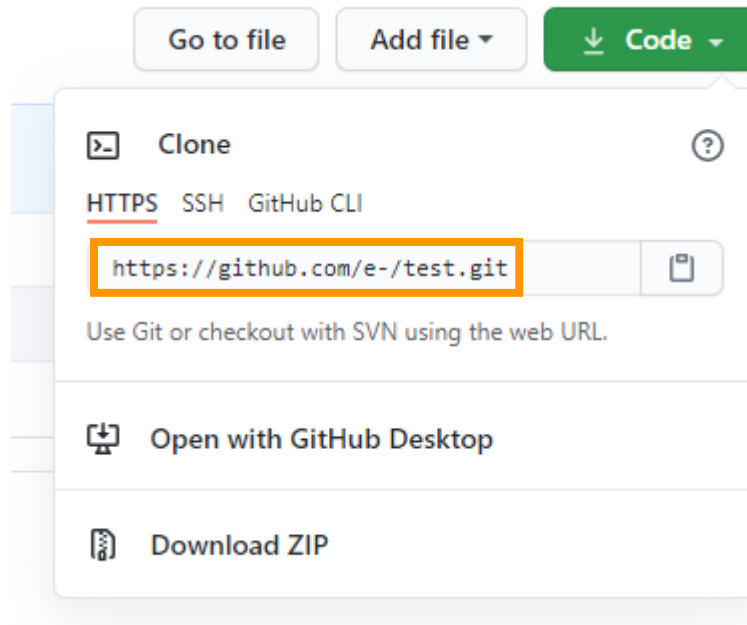 Go to file Add file Code
Clone
HTTPS SSH GitHub CLI
https://github.com/e-/test.git
Use Git or checkout with SVN using the web URL.
Open with GitHub Desktop
Download ZIP